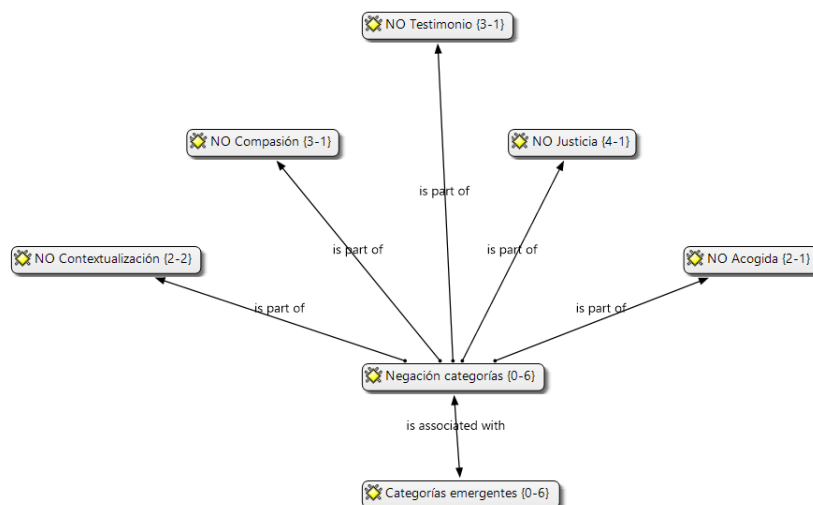 NO Testimonio {3-1}
NO Compasión {3-1}
NO Justicia {4-1}
is part of
is part of
is part of
NO Contextualización {2-2}
NO Acogida {2-1}
is part of
is part of
Negación categorías {0-6}
is associated with
Categorías emergentes {0-6}